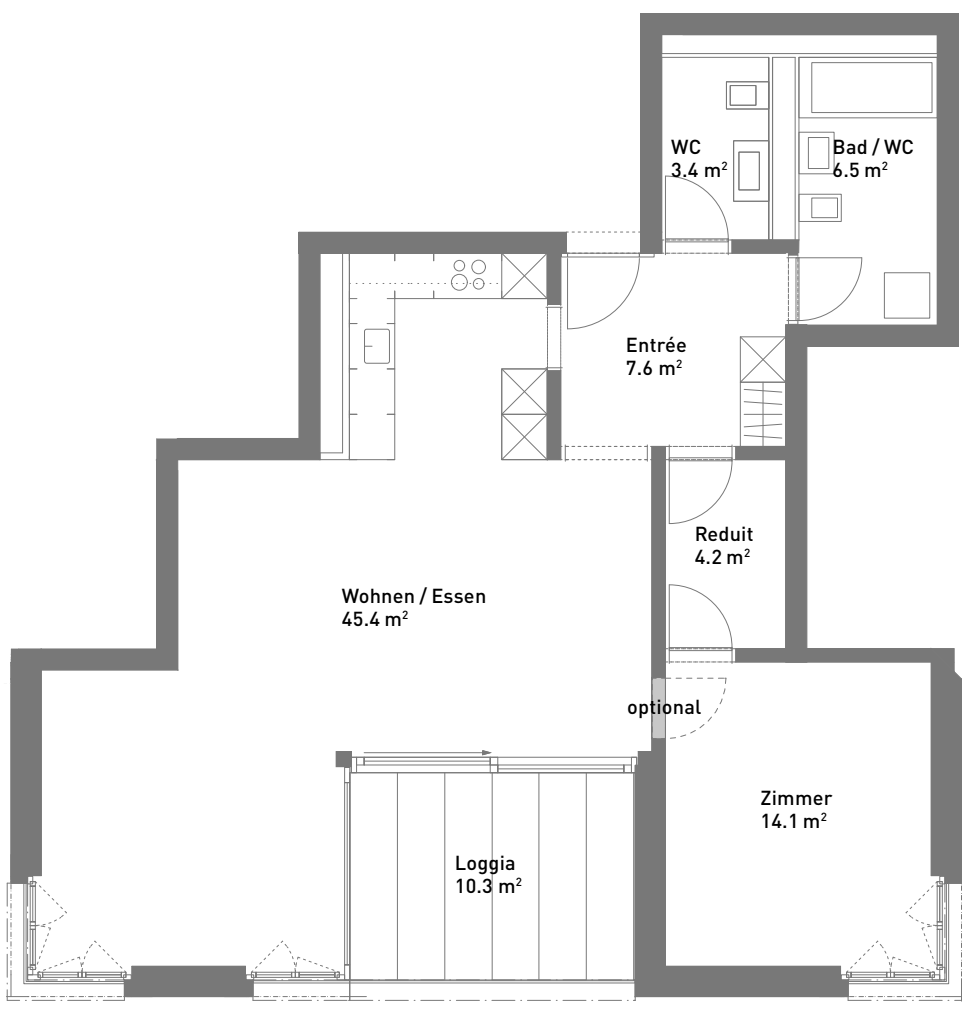 WC
3.4 m²
Bad / WC
6.5 m²
Entrée
7.6 m²
Reduit
4.2 m²
Wohnen / Essen
45.4 m²
optional
Zimmer
14.1 m²
Loggia
10.3 m²